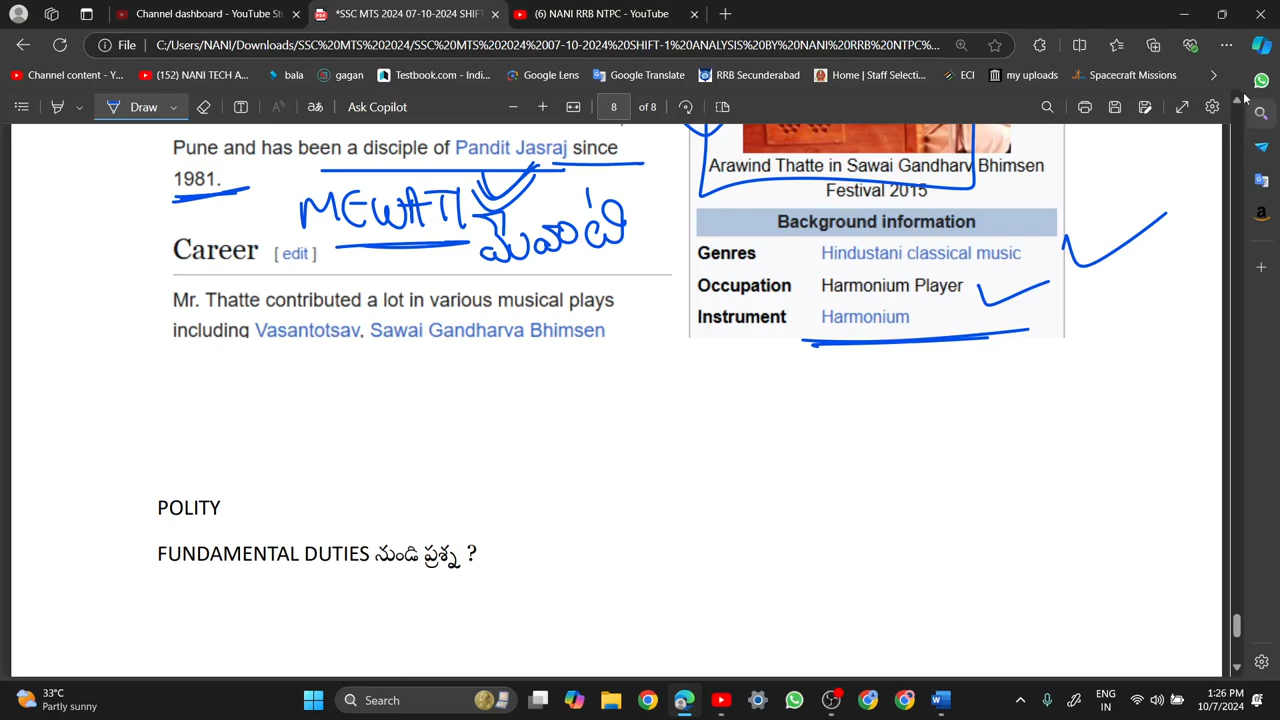 Channel dashboard - YouTube St
*SSC MTS 2024 07-10-2024 SHIFT-
(6) NANI RRB NTPC - YouTube
File
C:/Users/NANI/Downloads/SSC%20MTS%202024/SSC%20MTS%202024%2007-10-2024%20SHIFT-1%20ANALYSIS%20BY%20NANI%20RRB%20NTPC%...
Channel content - Y...
(152) NANI TECH A...
bala
gagan
Testbook.com - Indi...
Google Lens
Google Translate
RRB Secunderabad
Home | Staff Selecti...
ECI
my uploads
Spacecraft Missions
Draw
Ask Copilot
8 of 8
Pune and has been a disciple of Pandit Jasraj since
1981.
MEWATI
Career [ edit ]
Mr. Thatte contributed a lot in various musical plays
including Vasantotsav, Sawai Gandharva Bhimsen
Arawind Thatte in Sawai Gandharv Bhimsen
Festival 2015
Background information
Genres Hindustani classical music
Occupation Harmonium Player
Instrument Harmonium
POLITY
FUNDAMENTAL DUTIES నుండి ప్రశ్న ?
33°C
Partly sunny
Search
ENG
IN
1:26 PM
10/7/2024